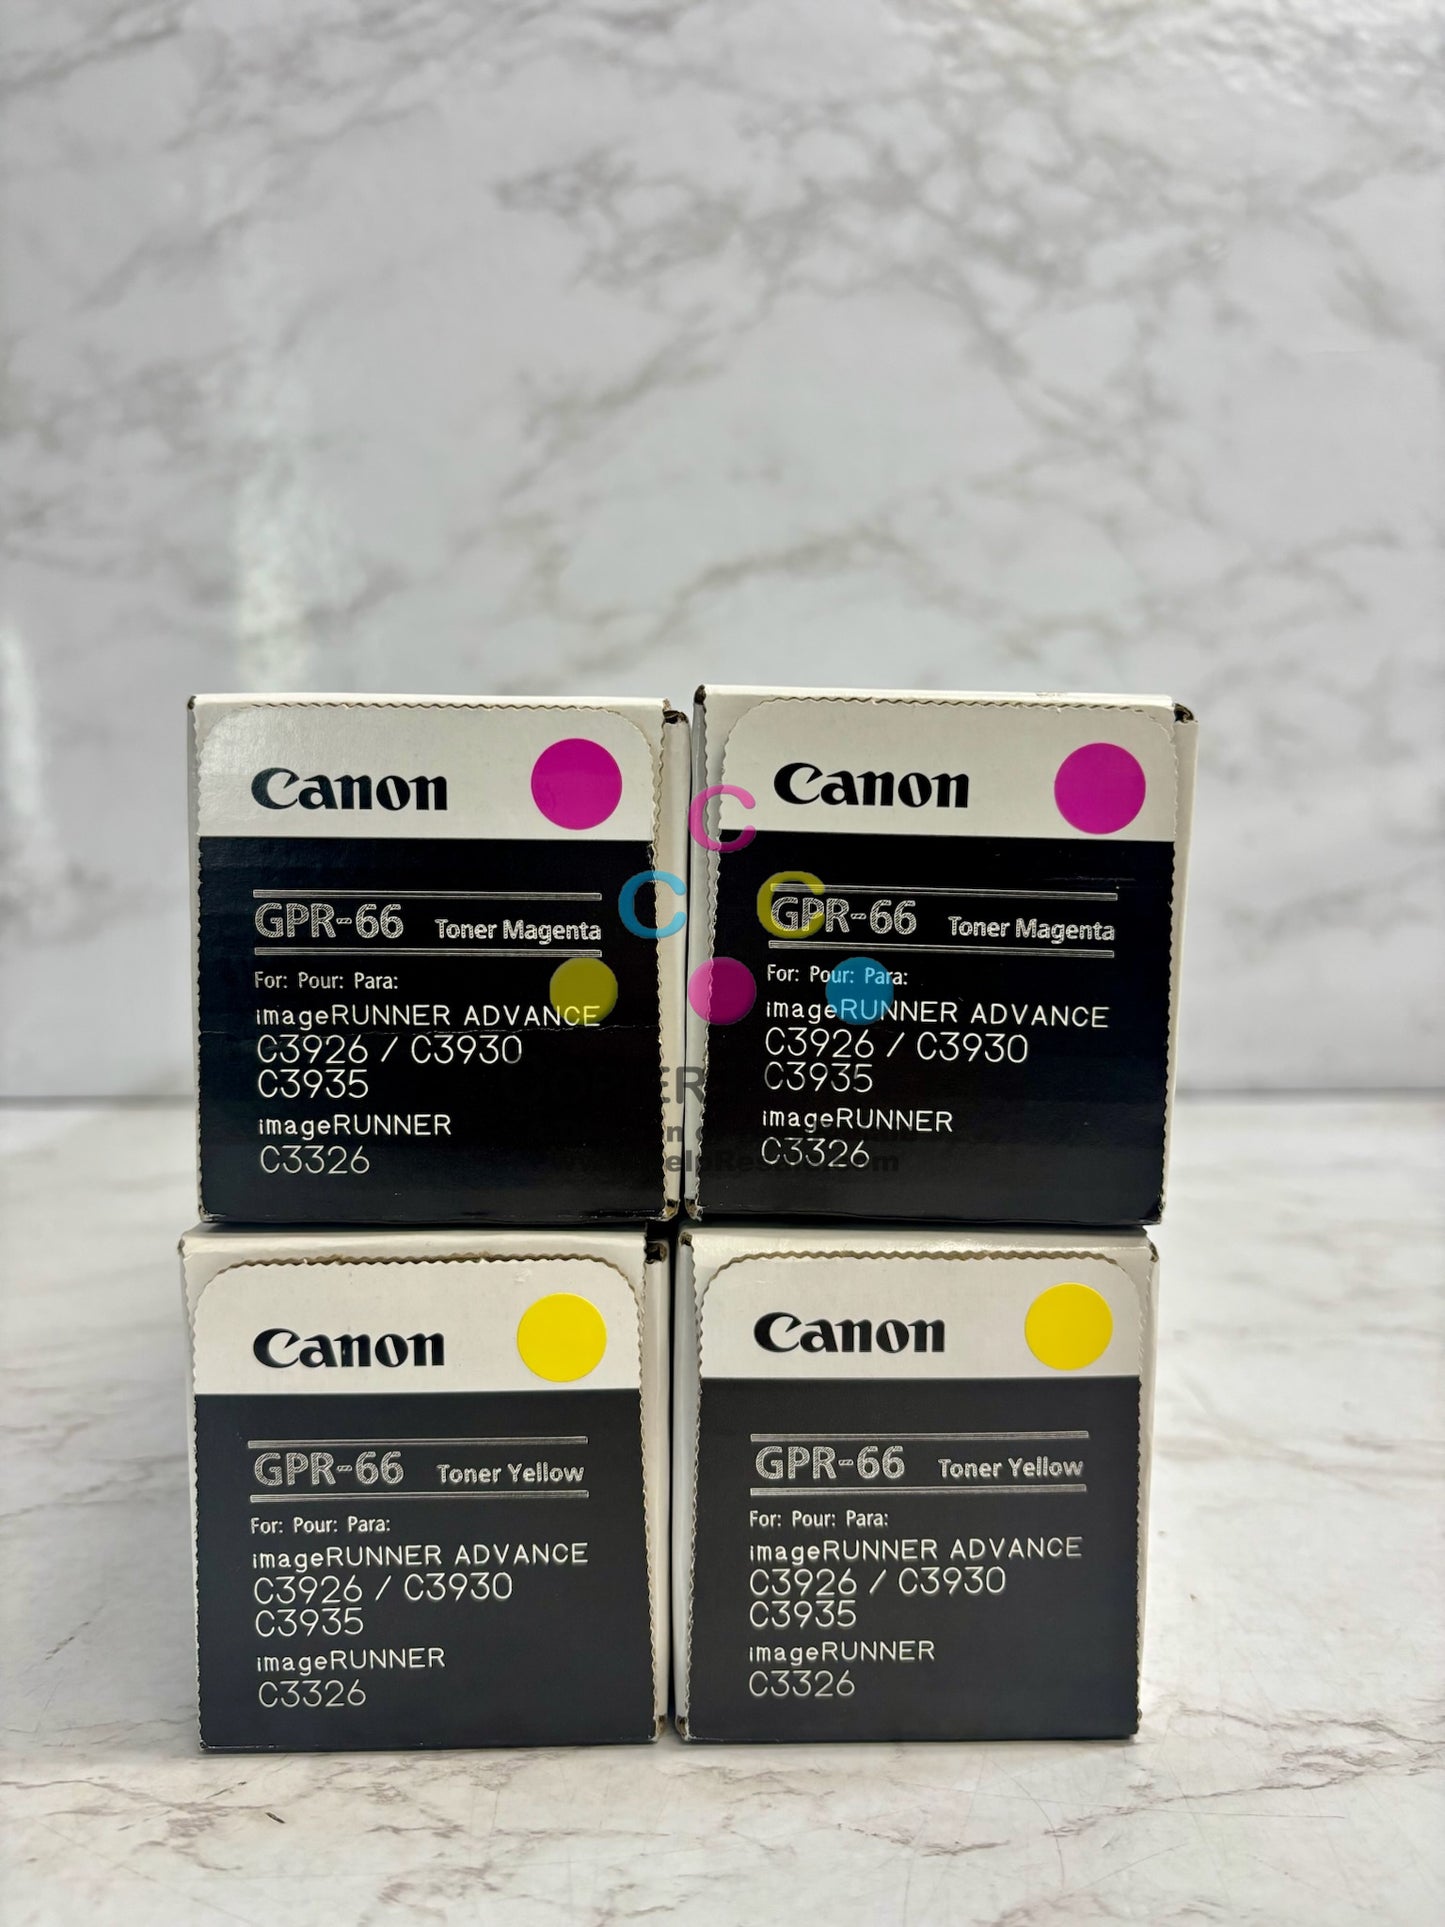 Canon
GPR-66 Toner Magenta
For: Pour: Para:
imageRUNNER ADVANCE
C3926 / C3930
C3935
imageRUNNER
C3326
Canon
GPR-66 Toner Magenta
For: Pour: Para:
imageRUNNER ADVANCE
C3926 / C3930
C3935
imageRUNNER
C3326
C
C C
Canon
GPR-66 Toner Yellow
For: Pour: Para:
imageRUNNER ADVANCE
C3926 / C3930
C3935
imageRUNNER
C3326
Canon
GPR-66 Toner Yellow
For: Pour: Para:
imageRUNNER ADVANCE
C3926 / C3930
C3935
imageRUNNER
C3326